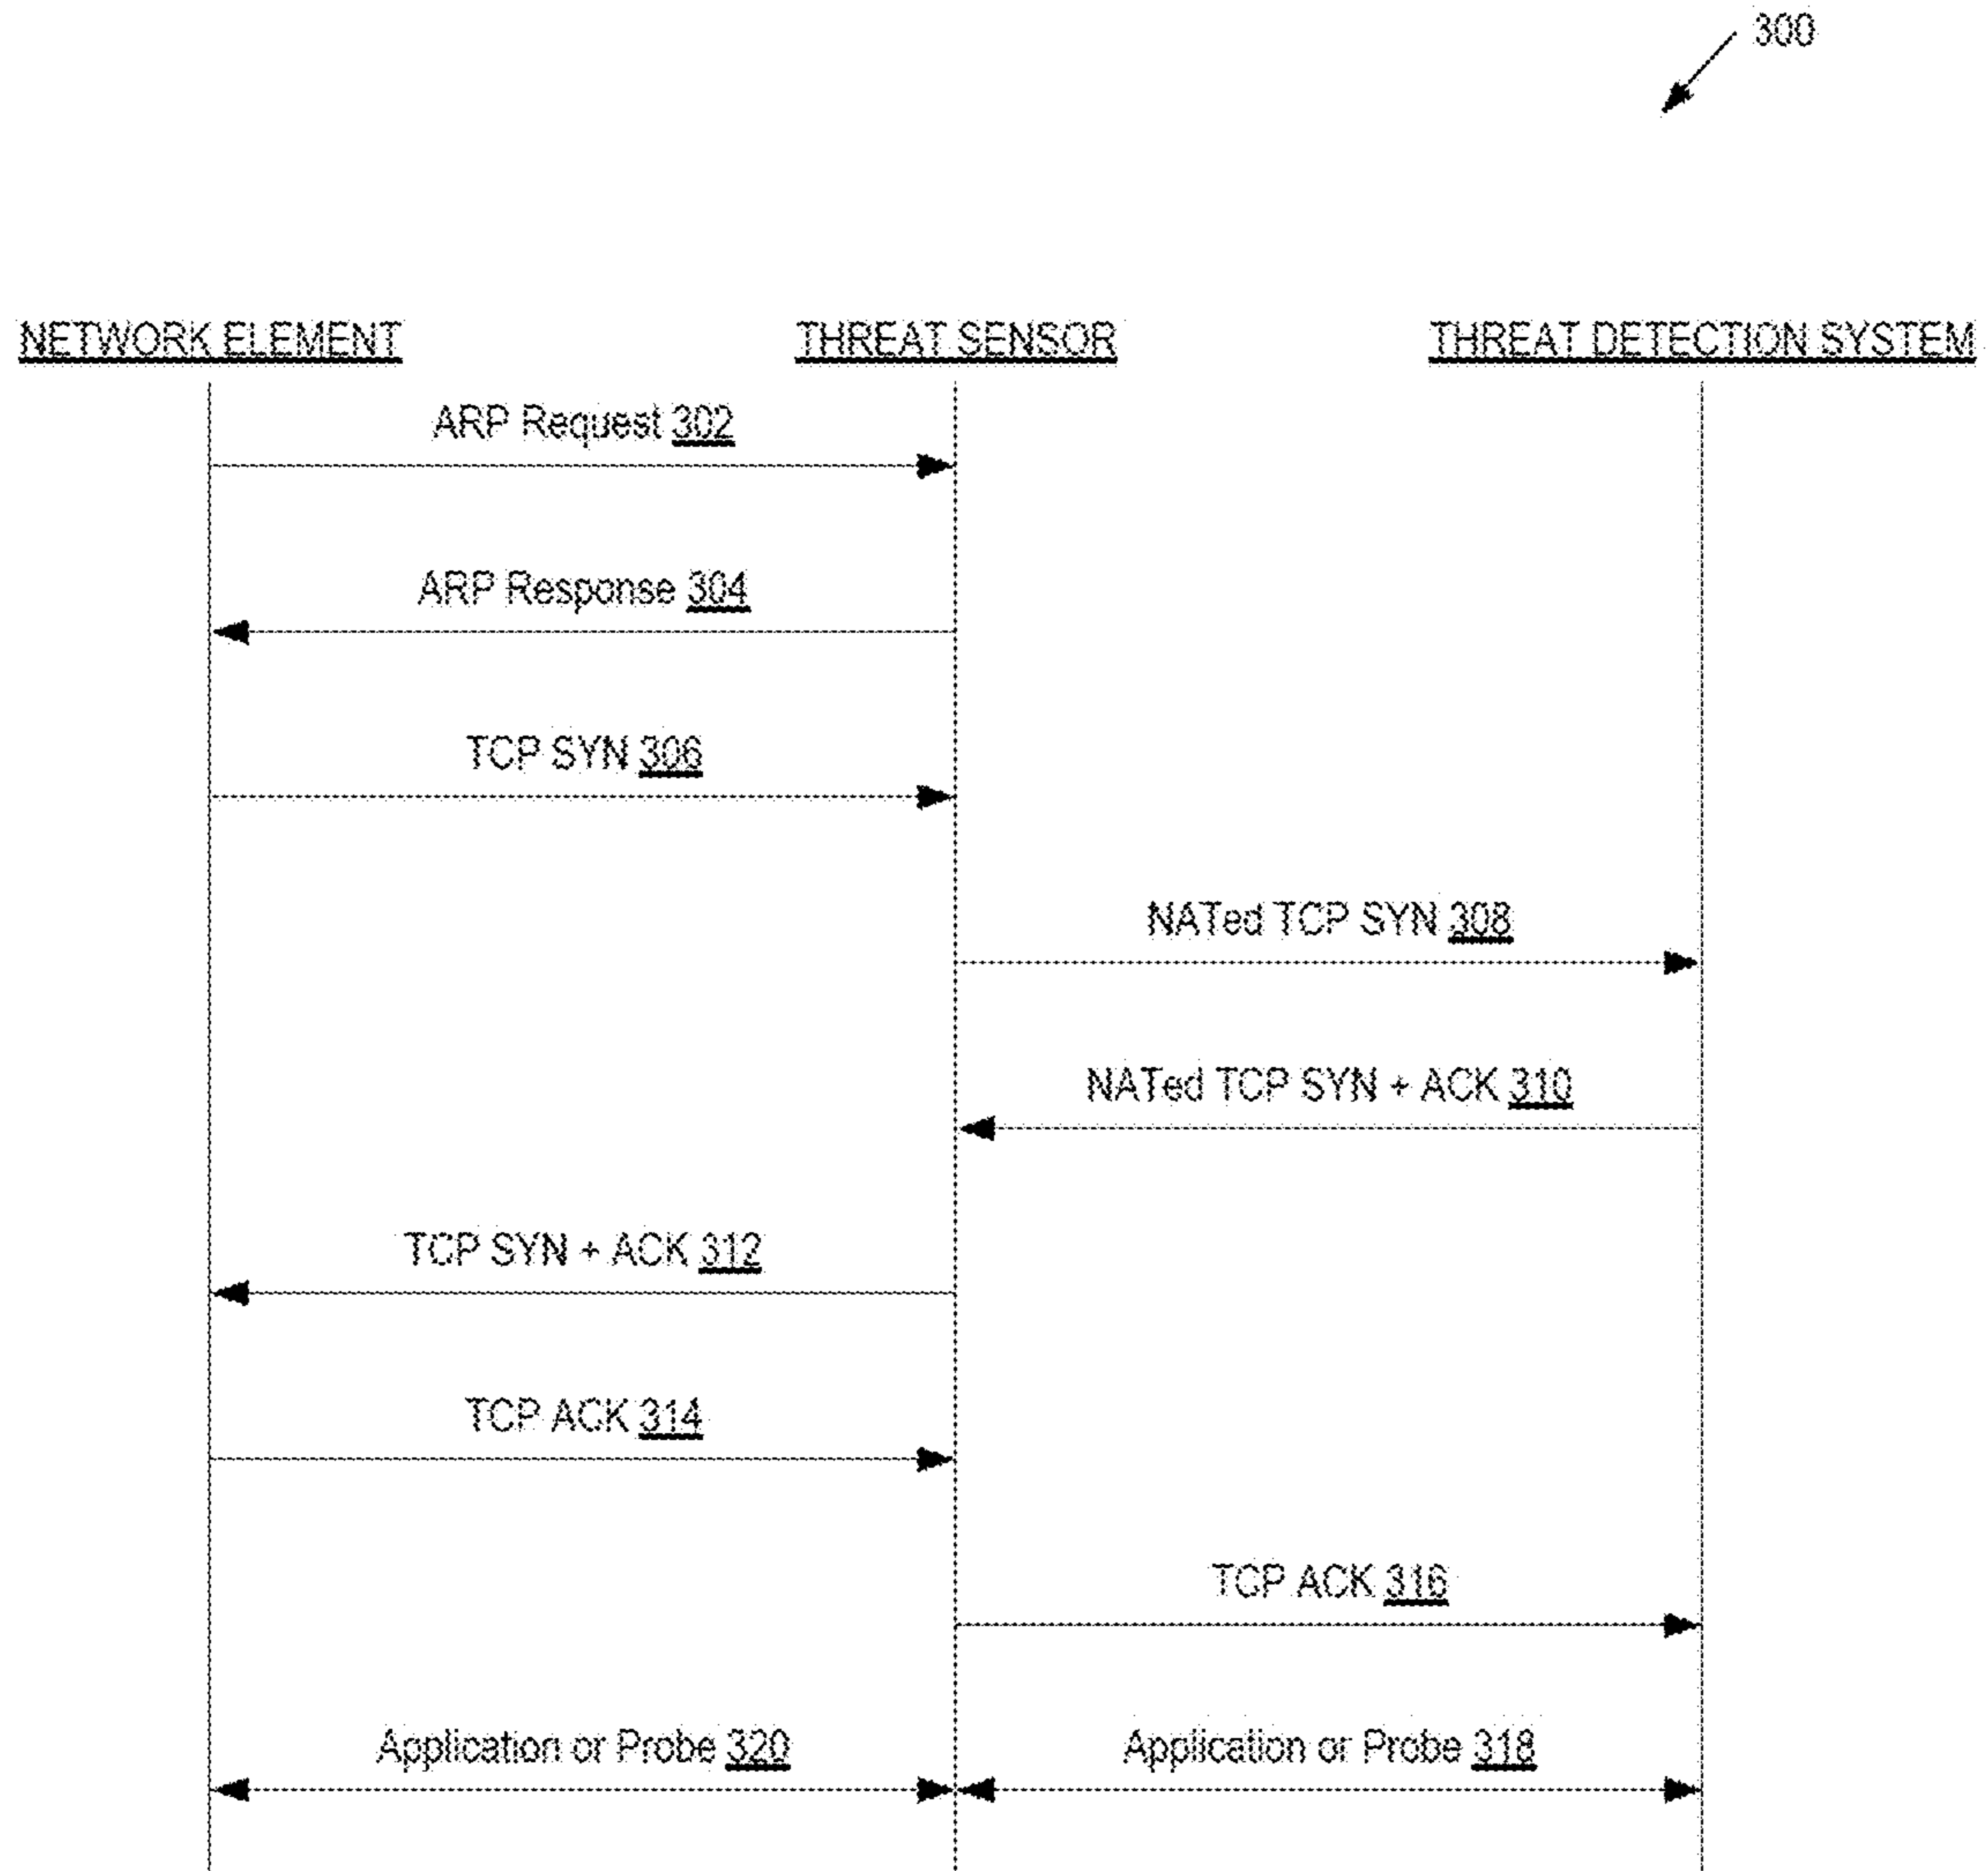 300
NETWORK ELEMENT
THREAT SENSOR
THREAT DETECTION SYSTEM
ARP Request 302
ARP Response 304
TCP SYN 306
NATed TCP SYN 308
NATed TCP SYN + ACK 310
TCP SYN + ACK 312
TCP ACK 314
TCP ACK 316
Application or Probe 320
Application or Probe 318